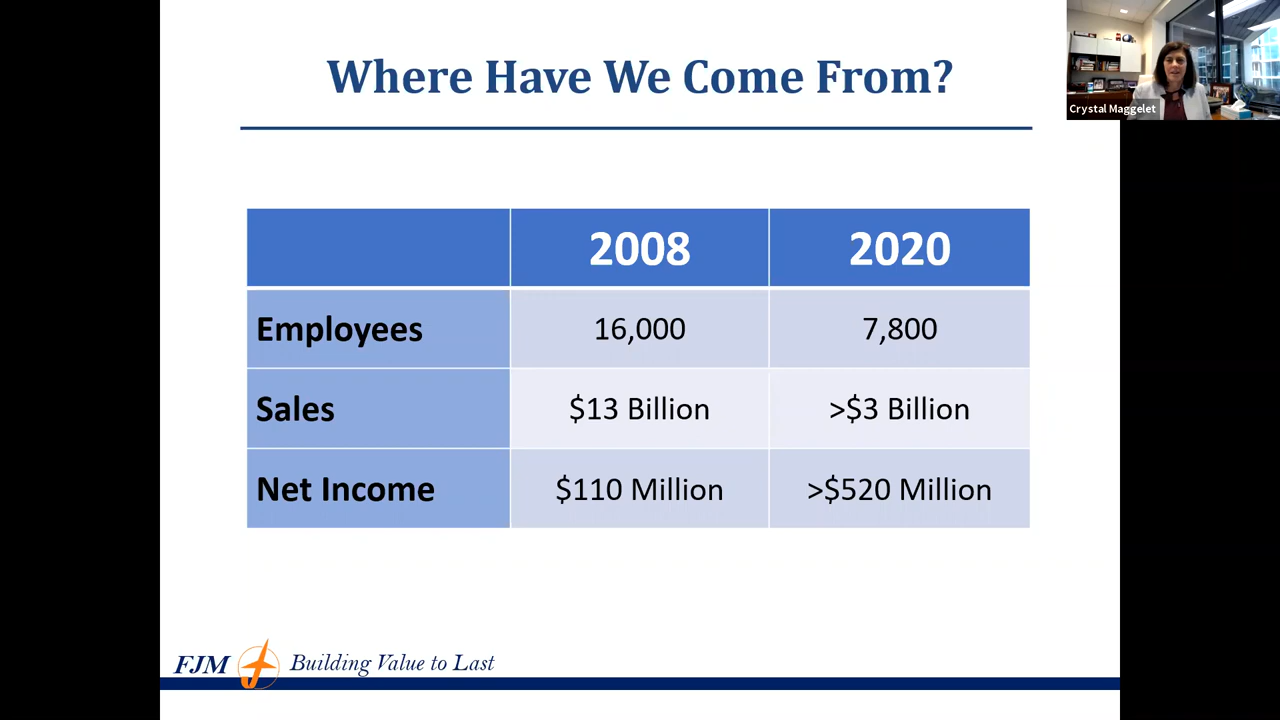 Where Have We Come From?
Crystal Maggelet
2008 2020
Employees 16,000 7,800
Sales $13 Billion >$3 Billion
Net Income $110 Million >$520 Million
FJM Building Value to Last